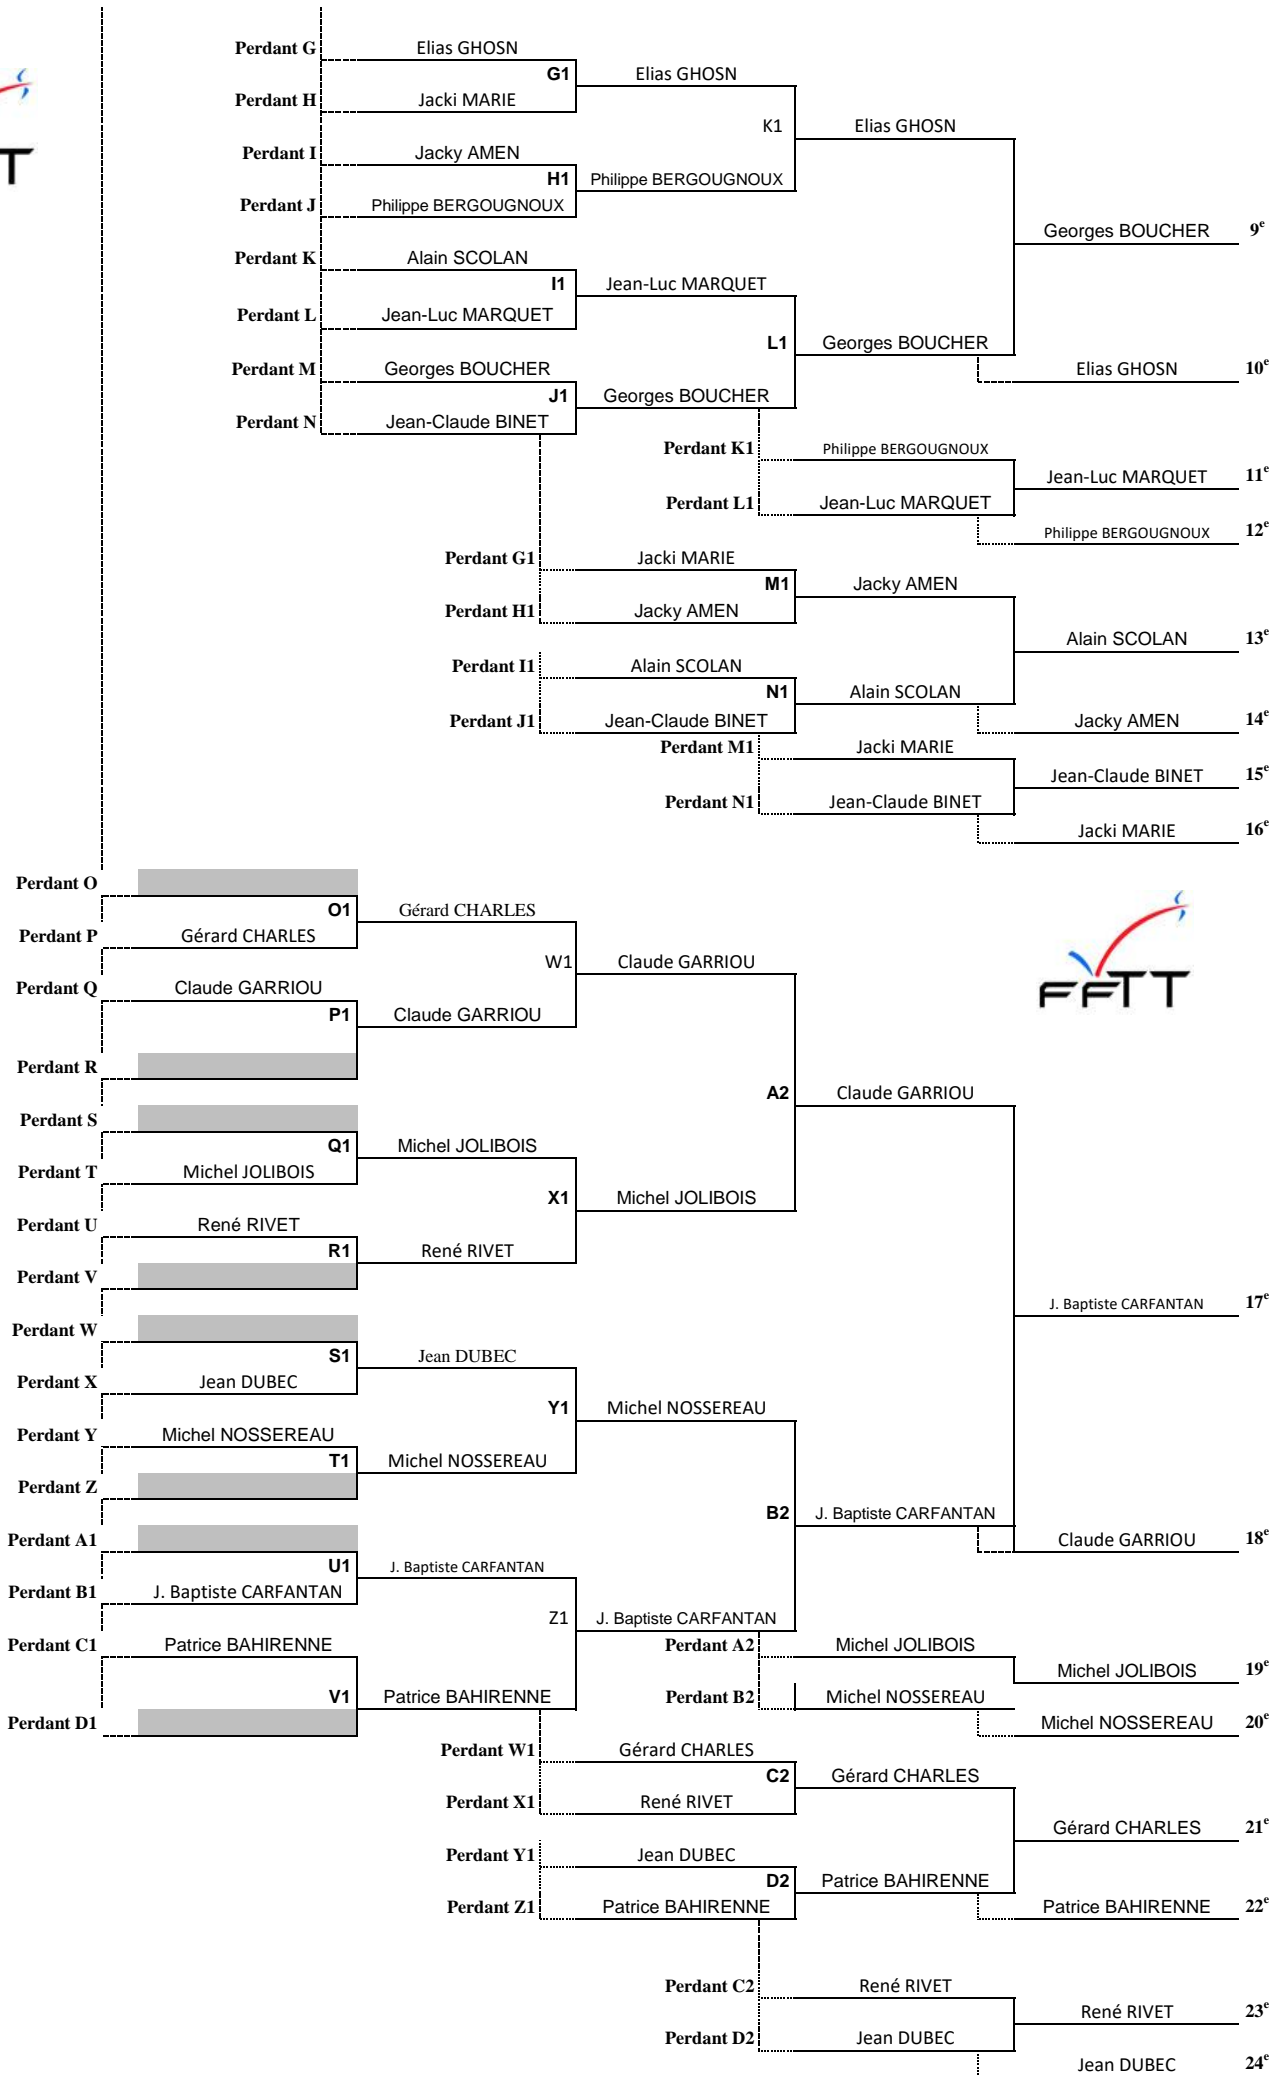 Perdant G Elias GHOSN
G1 Elias GHOSN
Perdant H Jacki MARIE
K1 Elias GHOSN
Perdant I Jacky AMEN
T
H1 Philippe BERGOUGNOUX
Perdant J Philippe BERGOUGNOUX
Georges BOUCHER 9e
Perdant K Alain SCOLAN
I1 Jean-Luc MARQUET
Perdant L Jean-Luc MARQUET
L1 Georges BOUCHER
Perdant M Georges BOUCHER Elias GHOSN 10e
J1 Georges BOUCHER
Perdant N Jean-Claude BINET
Perdant K1 Philippe BERGOUGNOUX
Jean-Luc MARQUET 11e
Perdant L1 Jean-Luc MARQUET
Philippe BERGOUGNOUX 12e
Perdant G1 Jacki MARIE
M1 Jacky AMEN
Perdant H1 Jacky AMEN
Alain SCOLAN 13e
Perdant I1 Alain SCOLAN
N1 Alain SCOLAN
Perdant J1 Jean-Claude BINET Jacky AMEN 14e
Perdant M1 Jacki MARIE
Jean-Claude BINET 15e
Perdant N1 Jean-Claude BINET
Jacki MARIE 16e
Perdant O
O1 Gérard CHARLES
Perdant P Gérard CHARLES
W1 Claude GARRIOU
Perdant Q Claude GARRIOU
FFTT
P1 Claude GARRIOU
Perdant R
A2 Claude GARRIOU
Perdant S
Q1 Michel JOLIBOIS
Perdant T Michel JOLIBOIS
X1 Michel JOLIBOIS
Perdant U René RIVET
R1 René RIVET
Perdant V
J. Baptiste CARFANTAN 17e
Perdant W
S1 Jean DUBEC
Perdant X Jean DUBEC
Y1 Michel NOSSEREAU
Perdant Y Michel NOSSEREAU
T1 Michel NOSSEREAU
Perdant Z
B2 J. Baptiste CARFANTAN
Perdant A1 Claude GARRIOU 18e
U1 J. Baptiste CARFANTAN
Perdant B1 J. Baptiste CARFANTAN
Z1 J. Baptiste CARFANTAN
Perdant C1 Patrice BAHIRENNE Perdant A2 Michel JOLIBOIS
Michel JOLIBOIS 19e
V1 Patrice BAHIRENNE Perdant B2 Michel NOSSEREAU
Perdant D1 Michel NOSSEREAU 20e
Perdant W1 Gérard CHARLES
C2 Gérard CHARLES
Perdant X1 René RIVET
Gérard CHARLES 21e
Perdant Y1 Jean DUBEC
D2 Patrice BAHIRENNE
Perdant Z1 Patrice BAHIRENNE Patrice BAHIRENNE 22e
Perdant C2 René RIVET
René RIVET 23e
Perdant D2 Jean DUBEC
Jean DUBEC 24e